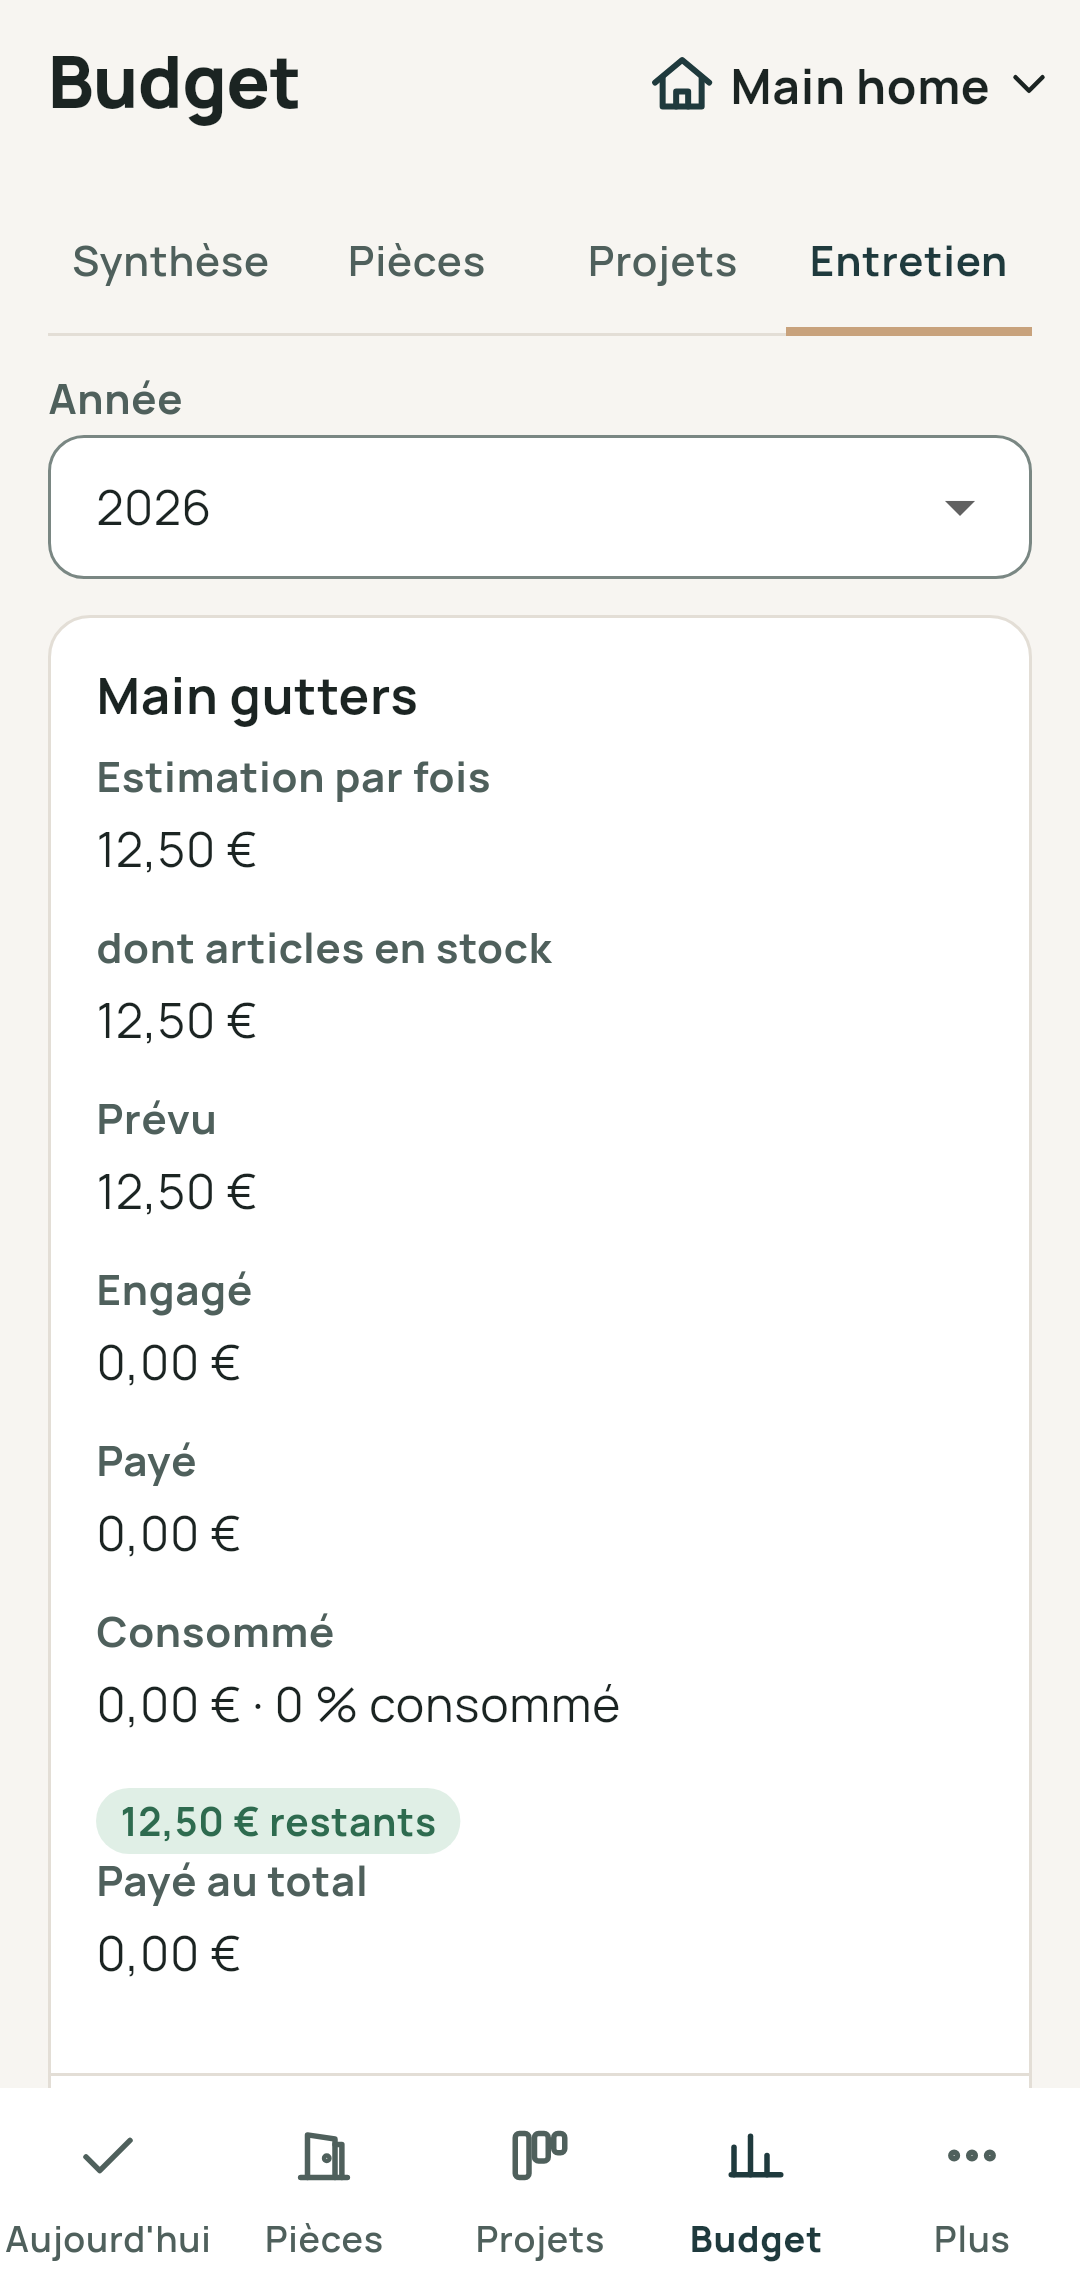 Budget
Main home
Synthèse Pièces Projets Entretien
Année
2026
Main gutters
Estimation par fois
12,50 €
dont articles en stock
12,50 €
Prévu
12,50 €
Engagé
0,00 €
Payé
0,00 €
Consommé
0,00 € · 0 % consommé
12,50 € restants
Payé au total
0,00 €
Aujourd'hui Pièces Projets Budget Plus